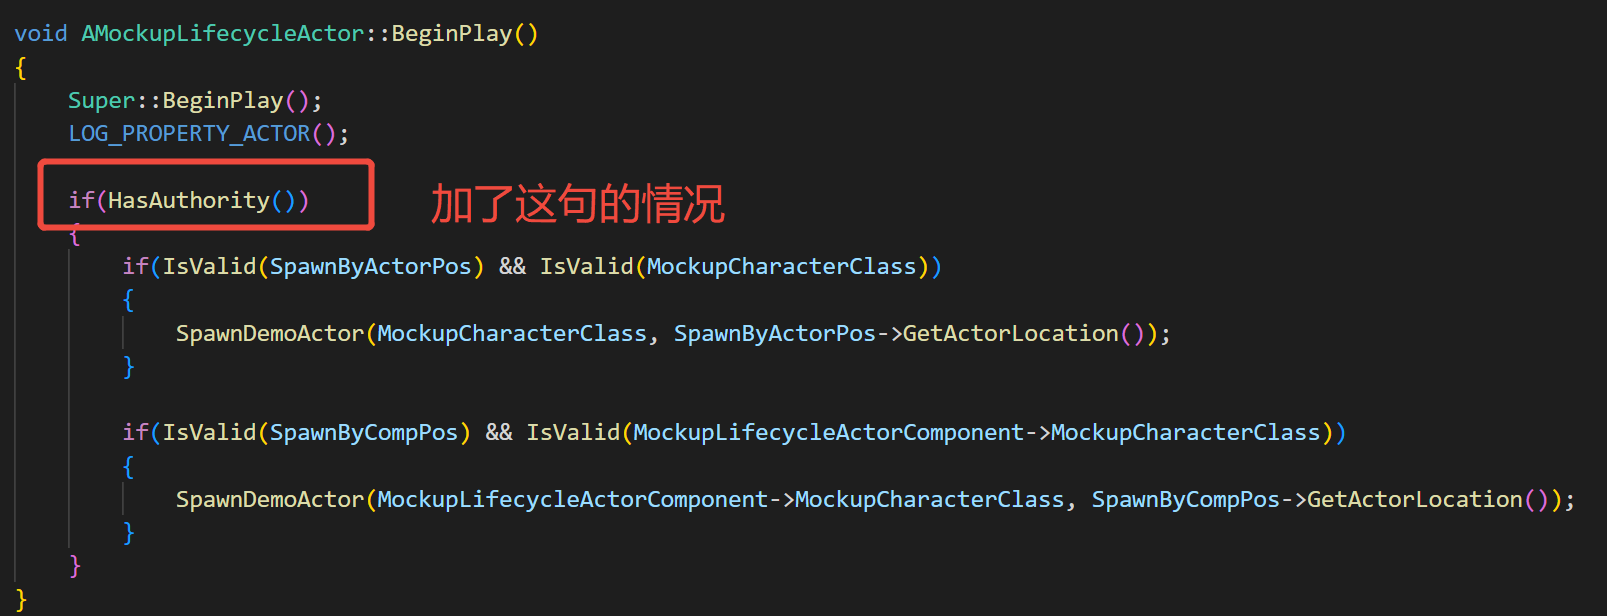 void AMockupLifecycleActor::BeginPlay()
{
Super::BeginPlay();
LOG_PROPERTY_ACTOR();
if(HasAuthority()) 加了这句的情况
{
if(IsValid(SpawnByActorPos) && IsValid(MockupCharacterClass))
{
SpawnDemoActor(MockupCharacterClass, SpawnByActorPos->GetActorLocation());
}
if(IsValid(SpawnByCompPos) && IsValid(MockupLifecycleActorComponent->MockupCharacterClass))
{
SpawnDemoActor(MockupLifecycleActorComponent->MockupCharacterClass, SpawnByCompPos->GetActorLocation());
}
}
}